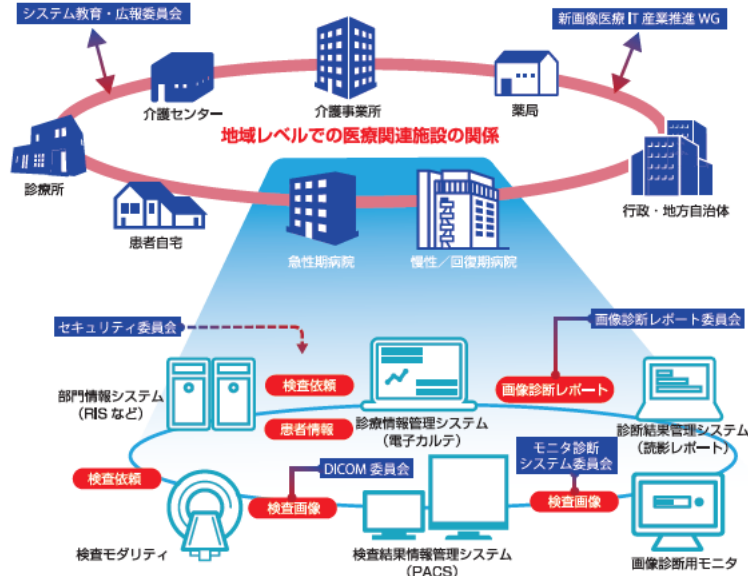 システム教育・広報委員会
新画像医療IT産業推進WG
介護センター
介護事業所
薬局
地域レベルでの医療関連施設の関係
診療所
患者自宅
急性期病院
慢性／回復期病院
行政・地方自治体
セキュリティ委員会
画像診断レポート委員会
部門情報システム
（RISなど）
検査依頼
患者情報
診療情報管理システム
（電子カルテ）
画像診断レポート
診断結果管理システム
（読影レポート）
検査依頼
DICOM委員会
モニタ診断
システム委員会
検査画像
検査画像
検査モダリティ
検査結果情報管理システム
（PACS）
画像診断用モニタ